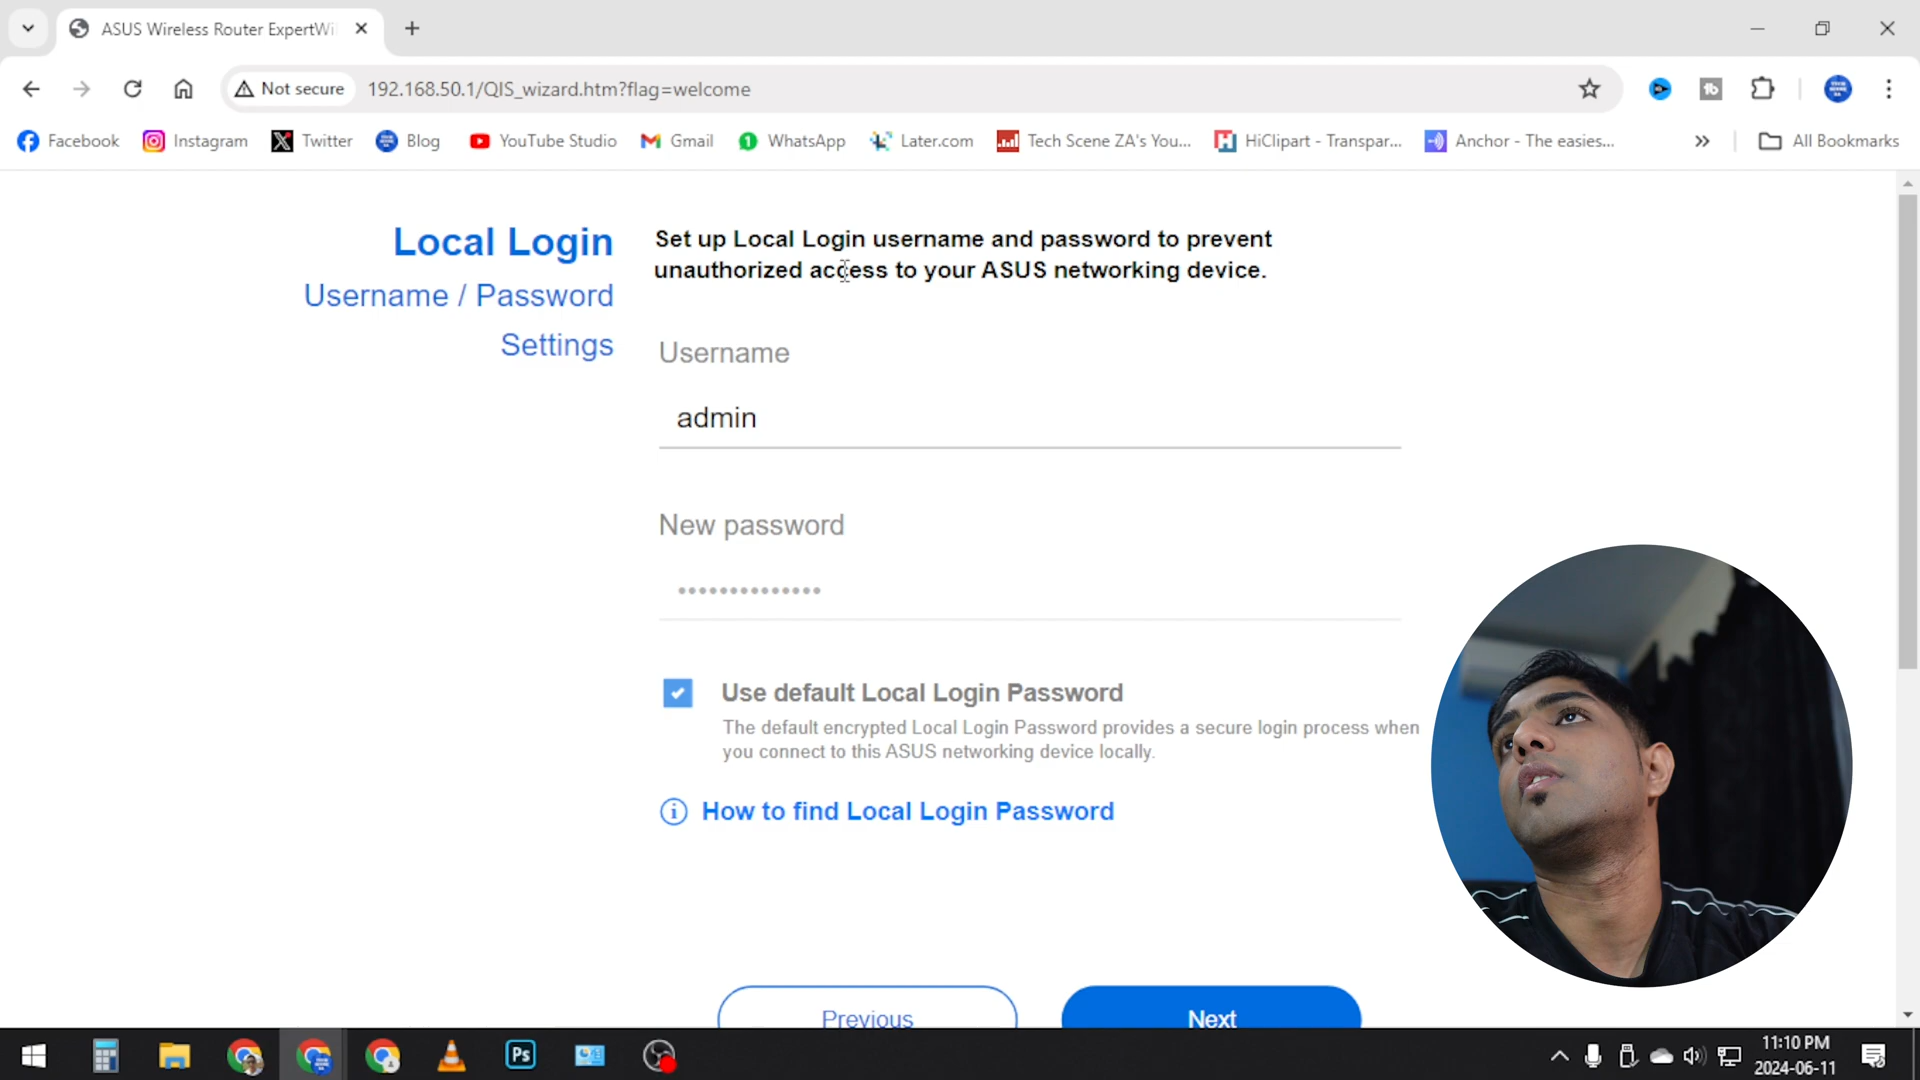 ASUS Wireless Router ExpertWi
Not secure
192.168.50.1/QIS_wizard.htm?flag=welcome
Facebook
Instagram
Twitter
Blog
YouTube Studio
Gmail
WhatsApp
Later.com
Tech Scene ZA's You...
HiClipart - Transpar...
Anchor - The easies...
All Bookmarks
Local Login
Username / Password
Settings
Set up Local Login username and password to prevent
unauthorized access to your ASUS networking device.
Username
admin
New password
Use default Local Login Password
The default encrypted Local Login Password provides a secure login process when
you connect to this ASUS networking device locally.
How to find Local Login Password
Previous
Next
Ps
11:10 PM
2024-06-11